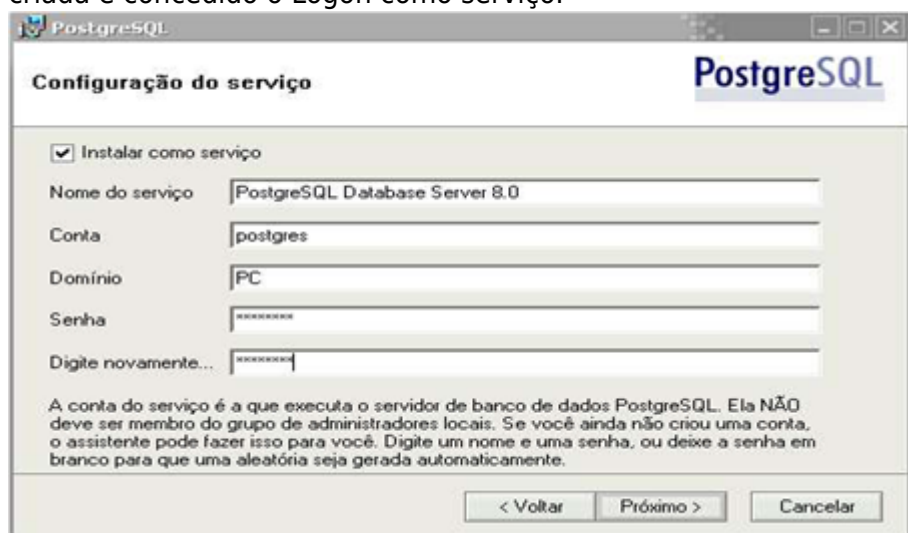 criada e concedido o Logon como serviço.
PostgreSQL
Configuração do serviço
PostgreSQL
Instalar como serviço
Nome do serviço
PostgreSQL Database Server 8.0
Conta
postgres
Domínio
PC
Senha
********
Digite novamente...
********
A conta do serviço é a que executa o servidor de banco de dados PostgreSQL. Ela NÃO
deve ser membro do grupo de administradores locais. Se você ainda não criou uma conta,
o assistente pode fazer isso para você. Digite um nome e uma senha, ou deixe a senha em
branco para que uma aleatória seja gerada automaticamente.
< Voltar
Próximo >
Cancelar